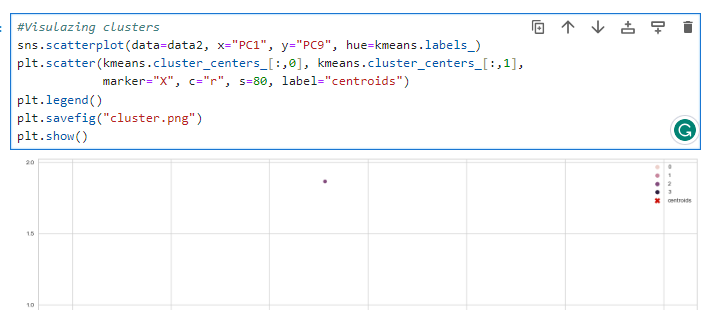 #Visulazing clusters
sns.scatterplot(data=data2, x="PC1", y="PC9", hue=kmeans.labels_)
plt.scatter(kmeans.cluster_centers_[:,0], kmeans.cluster_centers_[:,1],
marker="X", c="r", s=80, label="centroids")
plt.legend()
plt.savefig("cluster.png")
plt.show()
2.0
0
1
2
3
centroids
1.5
1.0